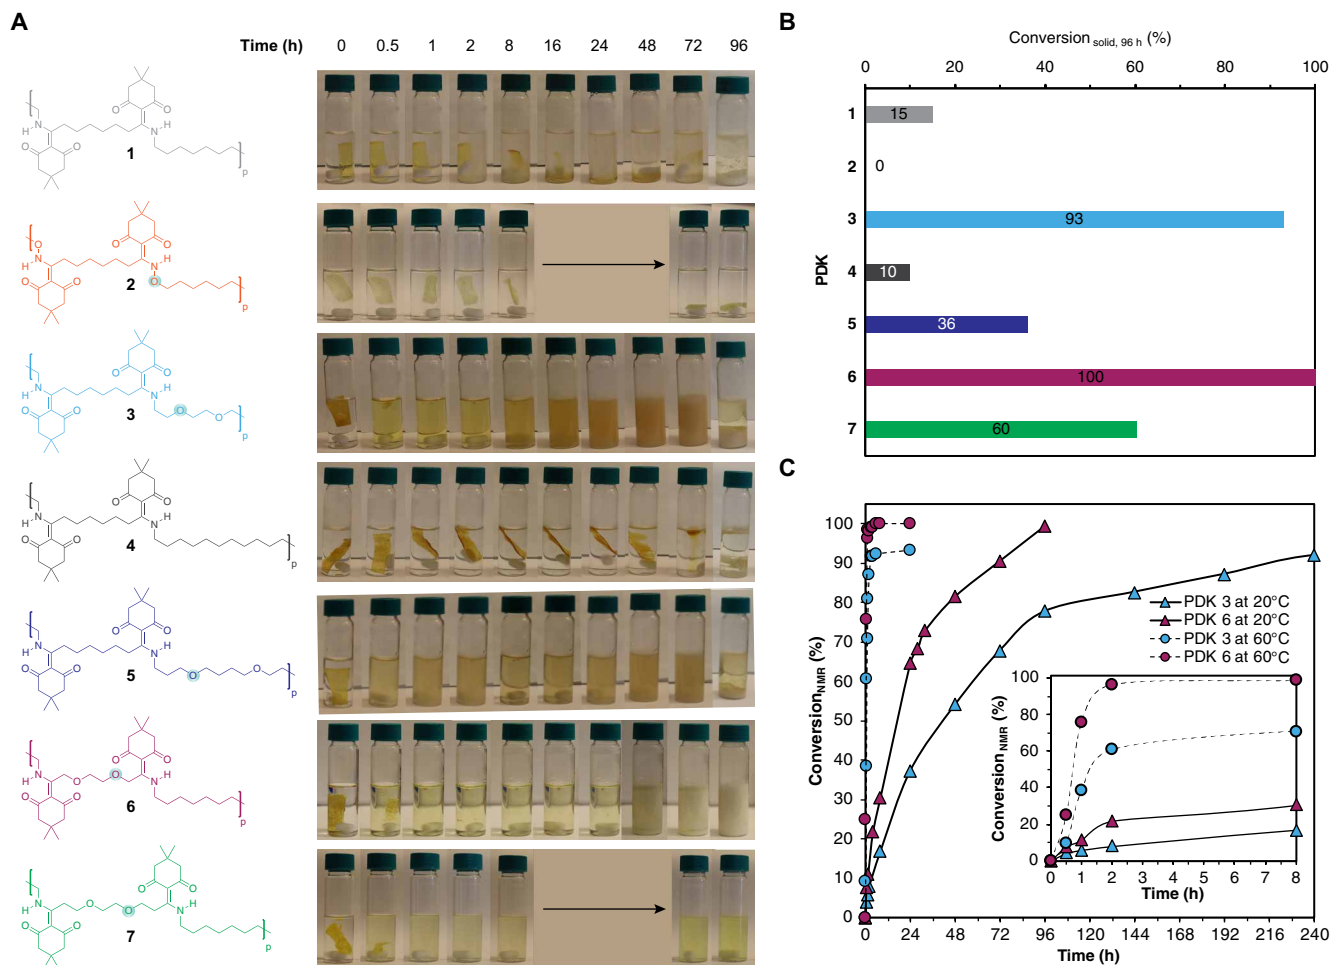 A
Time (h) 0 0.5 1 2 8 16 24 48 72 96
O O
N H
H N
O O
1
p
O O
O
N H
H N
O
O O
2
p
O O
N H
H N
O O
O O
3
p
O O
N H
H N
O O
4
p
O O
N H
H N
O O
O O
5
p
O O
N H
H N
O O
O O
6
p
O O
N H
H N
O O
O O
7
p
B
Conversion solid, 96 h (%)
0 20 40 60 80 100
PDK
1 15
2 0
3 93
4 10
5 36
6 100
7 60
C
Conversion NMR (%)
100
90
80
70
60
50
40
30
20
10
0
0 24 48 72 96 120 144 168 192 216 240
Time (h)
PDK 3 at 20°C
PDK 6 at 20°C
PDK 3 at 60°C
PDK 6 at 60°C
Conversion NMR (%)
100
80
60
40
20
0
0 1 2 3 4 5 6 7 8
Time (h)